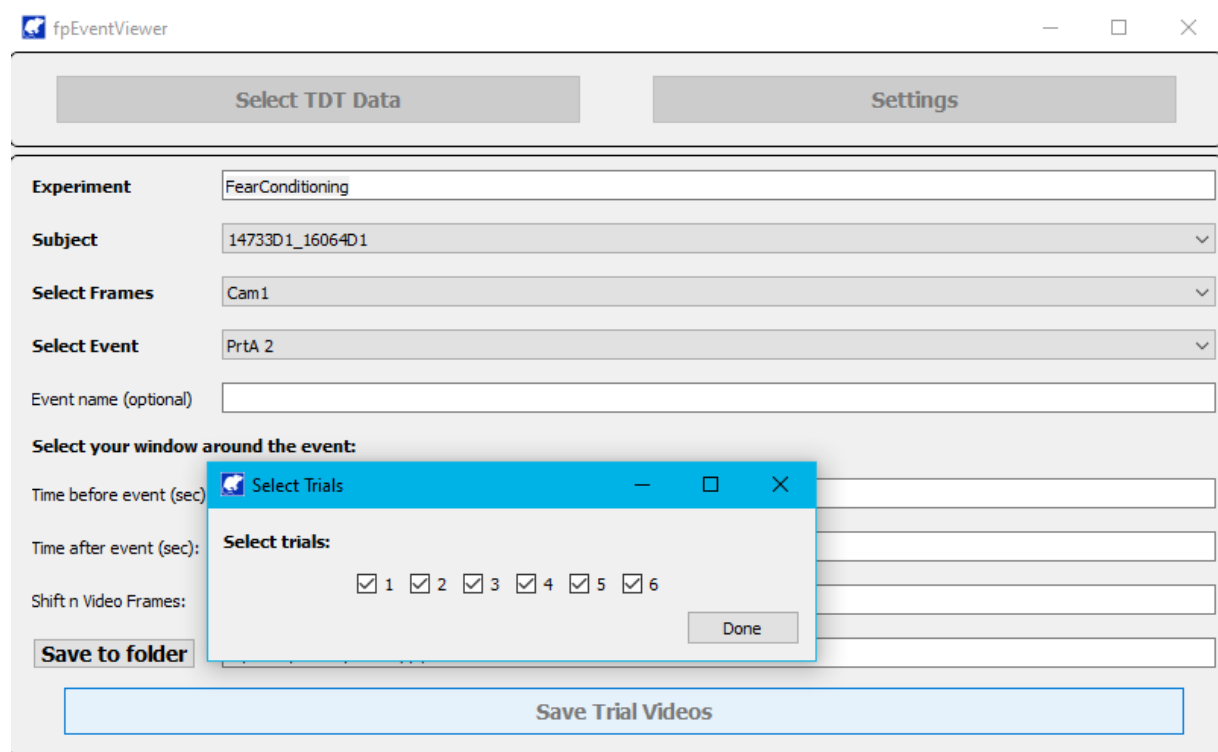 fpEventViewer
Select TDT Data Settings
Experiment FearConditioning
Subject 14733D1_16064D1
Select Frames Cam1
Select Event PrtA 2
Event name (optional)
Select your window around the event:
Time before event (sec)
Time after event (sec):
Shift n Video Frames:
Save to folder
Select Trials
Select trials:
1 2 3 4 5 6
Done
Save Trial Videos